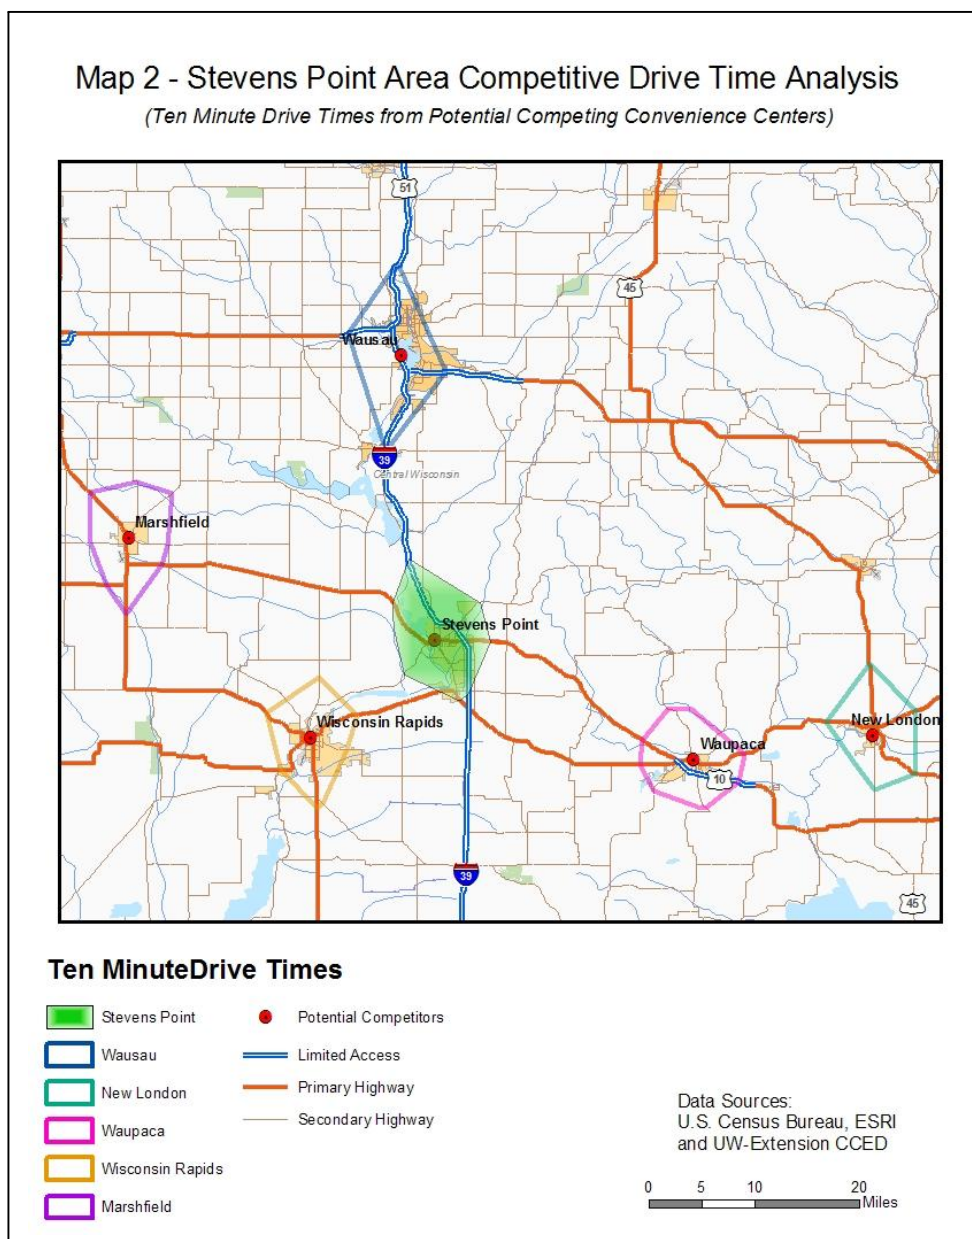 Map 2 - Stevens Point Area Competitive Drive Time Analysis
(Ten Minute Drive Times from Potential Competing Convenience Centers)
51
45
Wausau
39
Central Wisconsin
Marshfield
Stevens Point
Wisconsin Rapids
New London
Waupaca
10
39
45
Ten MinuteDrive Times
Stevens Point
Wausau
New London
Waupaca
Wisconsin Rapids
Marshfield
Potential Competitors
Limited Access
Primary Highway
Secondary Highway
Data Sources:
U.S. Census Bureau, ESRI
and UW-Extension CCED
0 5 10 20
Miles